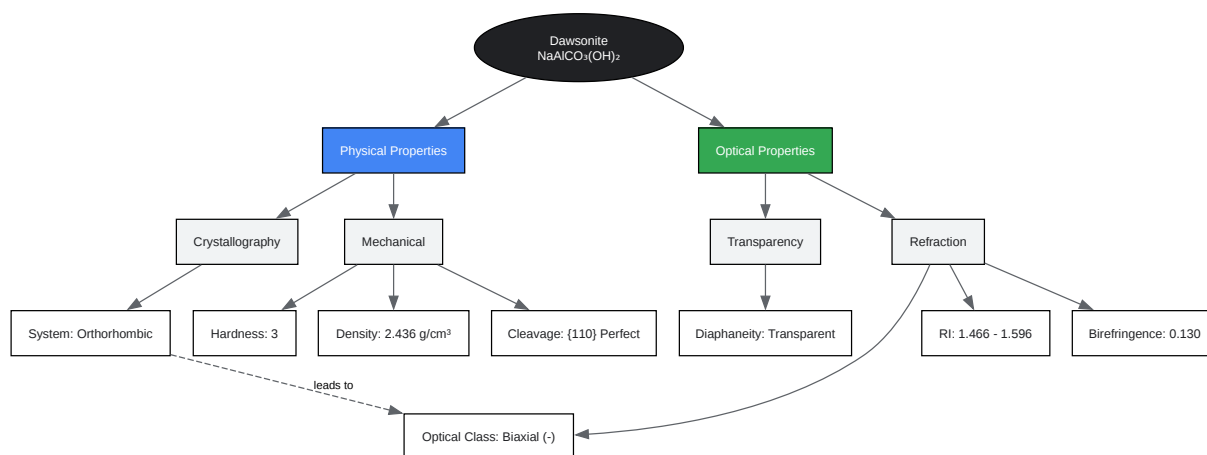 Dawsonite
NaAlCO₃(OH)₂
Physical Properties
Optical Properties
Crystallography
Mechanical
Transparency
Refraction
System: Orthorhombic
Hardness: 3
Density: 2.436 g/cm³
Cleavage: {110} Perfect
Diaphaneity: Transparent
RI: 1.466 - 1.596
Birefringence: 0.130
leads to
Optical Class: Biaxial (-)